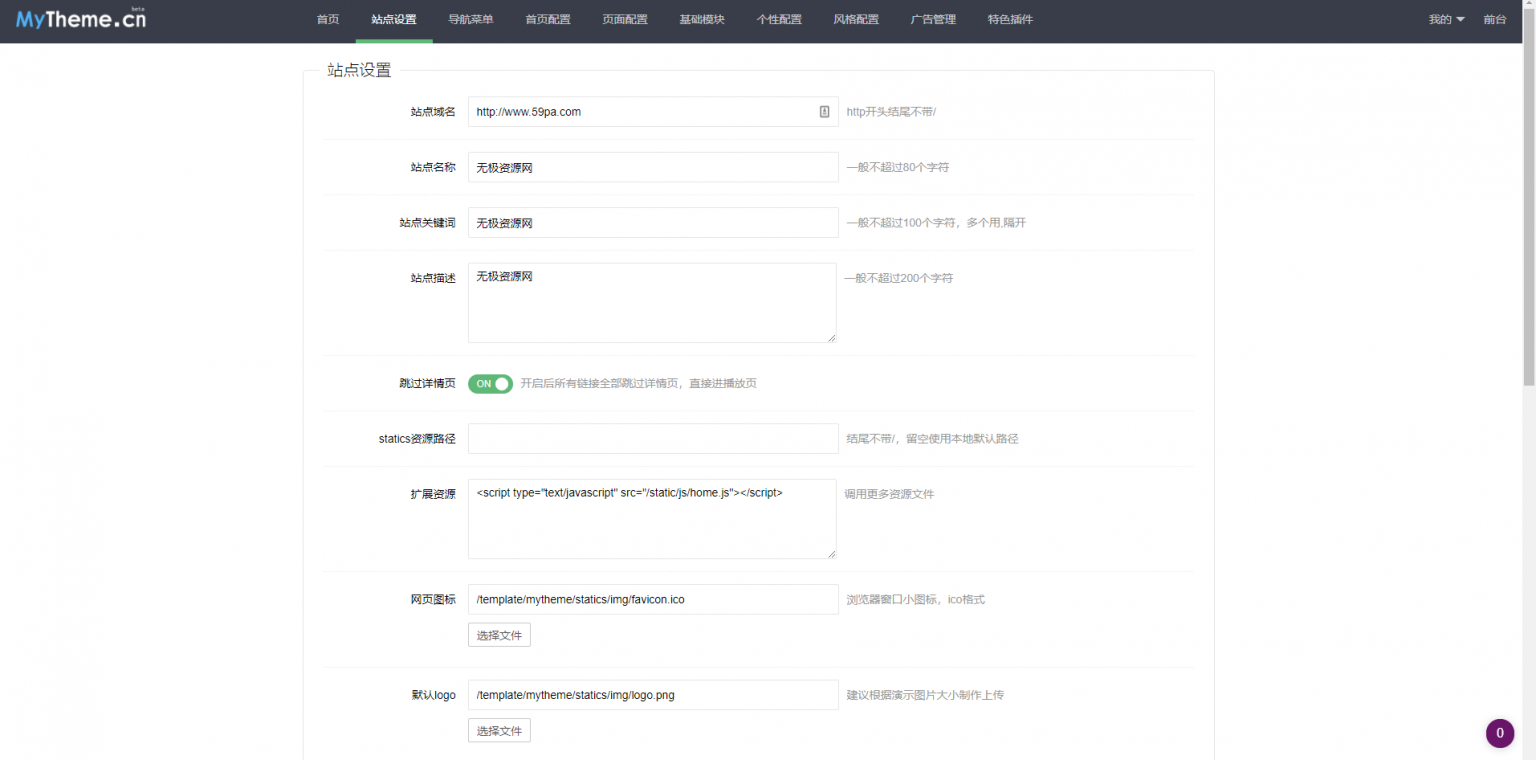 MyTheme.cn beta
首页 站点设置 导航菜单 首页配置 页面配置 基础模块 个性配置 风格配置 广告管理 特色插件 我的 前台
站点设置
站点域名 http://www.59pa.com http开头结尾不带/
站点名称 无极资源网 一般不超过80个字符
站点关键词 无极资源网 一般不超过100个字符，多个用,隔开
站点描述 无极资源网 一般不超过200个字符
跳过详情页 ON 开启后所有链接全部跳过详情页，直接进播放页
statics资源路径 结尾不带/，留空使用本地默认路径
扩展资源 <script type="text/javascript" src="/static/js/home.js"></script> 调用更多资源文件
网页图标 /template/mytheme/statics/img/favicon.ico 浏览器窗口小图标，ico格式
选择文件
默认logo /template/mytheme/statics/img/logo.png 建议根据演示图片大小制作上传
选择文件
0